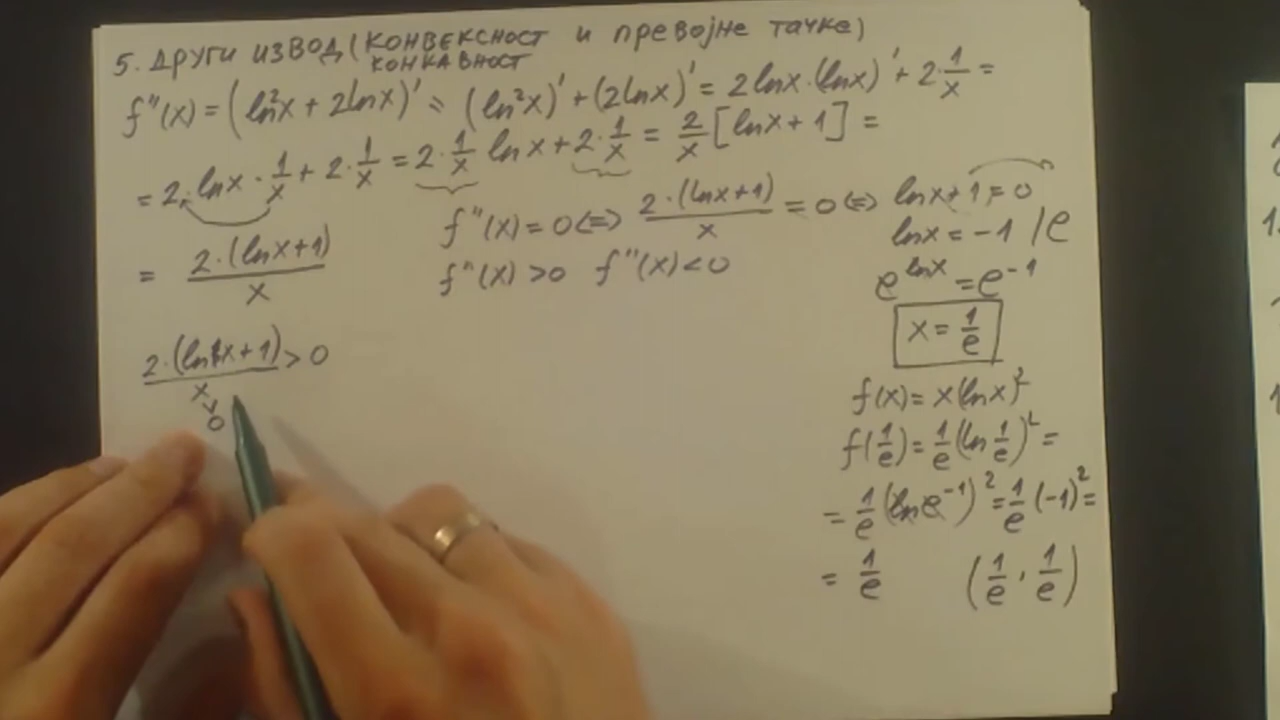 5. Други извод (конвексност и превојне тачке)
конкавност
f''(x) = (ln²x + 2lnx)' = (ln²x)' + (2lnx)' = 2lnx·(lnx)' + 2·1/x =
= 2·lnx·1/x + 2·1/x = 2·1/x lnx + 2·1/x = 2/x [lnx + 1] =
= 2·(lnx+1)/x
f''(x) = 0 <=> 2·(lnx+1)/x = 0 <=> lnx + 1 = 0
f''(x) > 0 f''(x) < 0
lnx = -1 /e
e^lnx = e^-1
x = 1/e
2·(lnx+1)/x > 0
v
0
f(x) = x(lnx)²
f(1/e) = 1/e (ln 1/e)² =
= 1/e (ln e^-1)² = 1/e (-1)² =
= 1/e (1/e, 1/e)